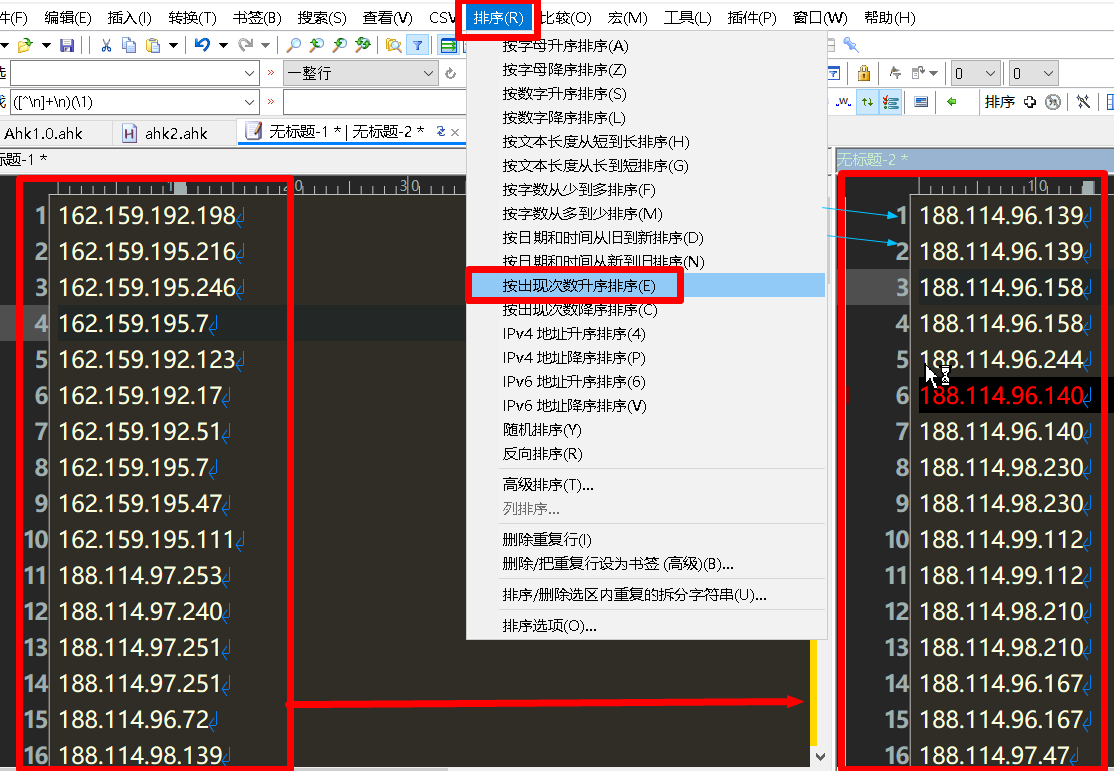 件(F) 编辑(E) 插入(I) 转换(T) 书签(B) 搜索(S) 查看(V) CSV 排序(R) 比较(O) 宏(M) 工具(L) 插件(P) 窗口(W) 帮助(H)
一整行 0 0
([^\n]+\n)(\1) 排序
Ahk1.0.ahk ahk2.ahk 无标题-1 * | 无标题-2 *
标题-1 * 无标题-2 *
按字母升序排序(A)
按字母降序排序(Z)
按数字升序排序(S)
按数字降序排序(L)
按文本长度从短到长排序(H)
按文本长度从长到短排序(G)
按字数从少到多排序(F)
按字数从多到少排序(M)
按日期和时间从旧到新排序(D)
按日期和时间从新到旧排序(N)
按出现次数升序排序(E)
按出现次数降序排序(C)
IPv4 地址升序排序(4)
IPv4 地址降序排序(P)
IPv6 地址升序排序(6)
IPv6 地址降序排序(V)
随机排序(Y)
反向排序(R)
高级排序(T)...
列排序...
删除重复行(I)
删除/把重复行设为书签 (高级)(B)...
排序/删除选区内重复的拆分字符串(U)...
排序选项(O)...
30
1 162.159.192.198
2 162.159.195.216
3 162.159.195.246
4 162.159.195.7
5 162.159.192.123
6 162.159.192.17
7 162.159.192.51
8 162.159.195.7
9 162.159.195.47
10 162.159.195.111
11 188.114.97.253
12 188.114.97.240
13 188.114.97.251
14 188.114.97.251
15 188.114.96.72
16 188.114.98.139
10
1 188.114.96.139
2 188.114.96.139
3 188.114.96.158
4 188.114.96.158
5 188.114.96.244
6 188.114.96.140
7 188.114.96.140
8 188.114.98.230
9 188.114.98.230
10 188.114.99.112
11 188.114.99.112
12 188.114.98.210
13 188.114.98.210
14 188.114.96.167
15 188.114.96.167
16 188.114.97.47